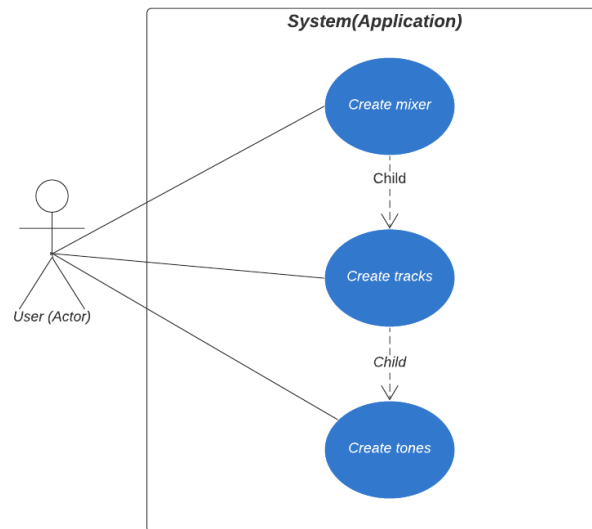 System(Application)
Create mixer
Child
Create tracks
User (Actor)
Child
Create tones